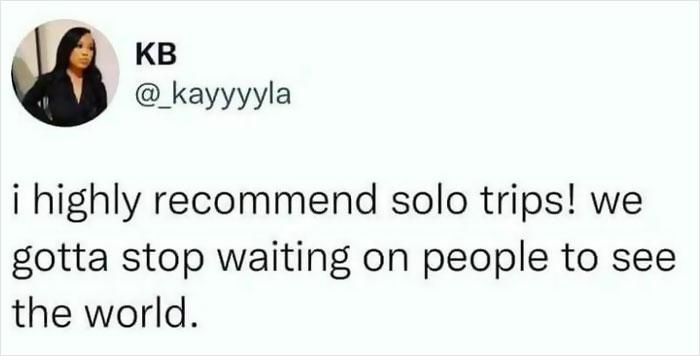 KB
@_kayyyyla
i highly recommend solo trips! we
gotta stop waiting on people to see
the world.